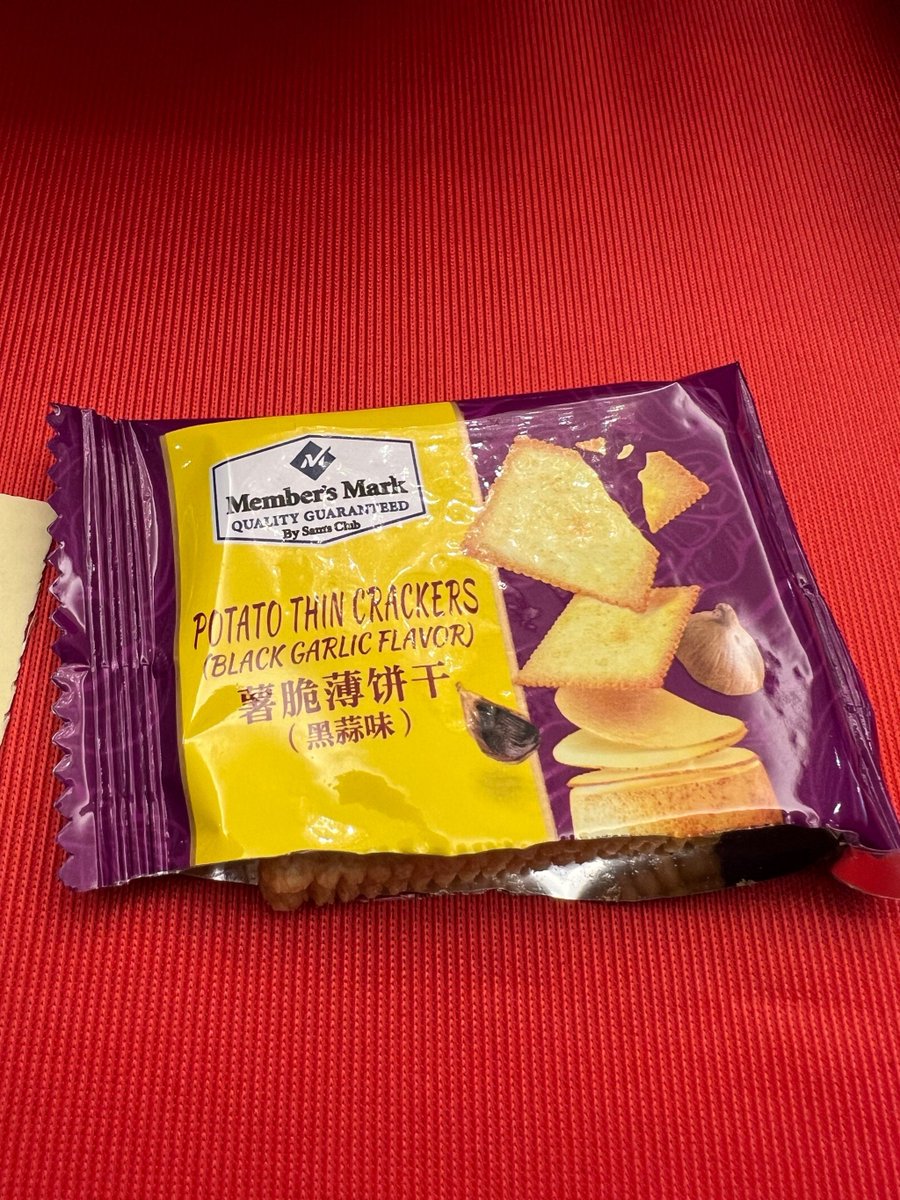 Member's Mark
QUALITY GUARANTEED
By Sam's Club
POTATO THIN CRACKERS
(BLACK GARLIC FLAVOR)
薯脆薄饼干
（黑蒜味）